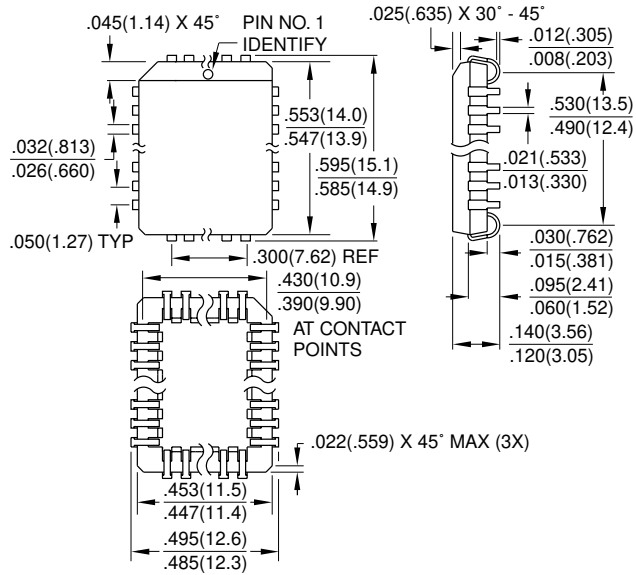 .045(1.14) X 45˚
PIN NO. 1
IDENTIFY
.025(.635) X 30˚ - 45˚
.012(.305)
.008(.203)
.553(14.0)
.547(13.9)
.530(13.5)
.490(12.4)
.032(.813)
.026(.660)
.595(15.1)
.585(14.9)
.021(.533)
.013(.330)
.050(1.27) TYP
.300(7.62) REF
.030(.762)
.015(.381)
.430(10.9)
.390(9.90)
AT CONTACT
POINTS
.095(2.41)
.060(1.52)
.140(3.56)
.120(3.05)
.022(.559) X 45˚ MAX (3X)
.453(11.5)
.447(11.4)
.495(12.6)
.485(12.3)